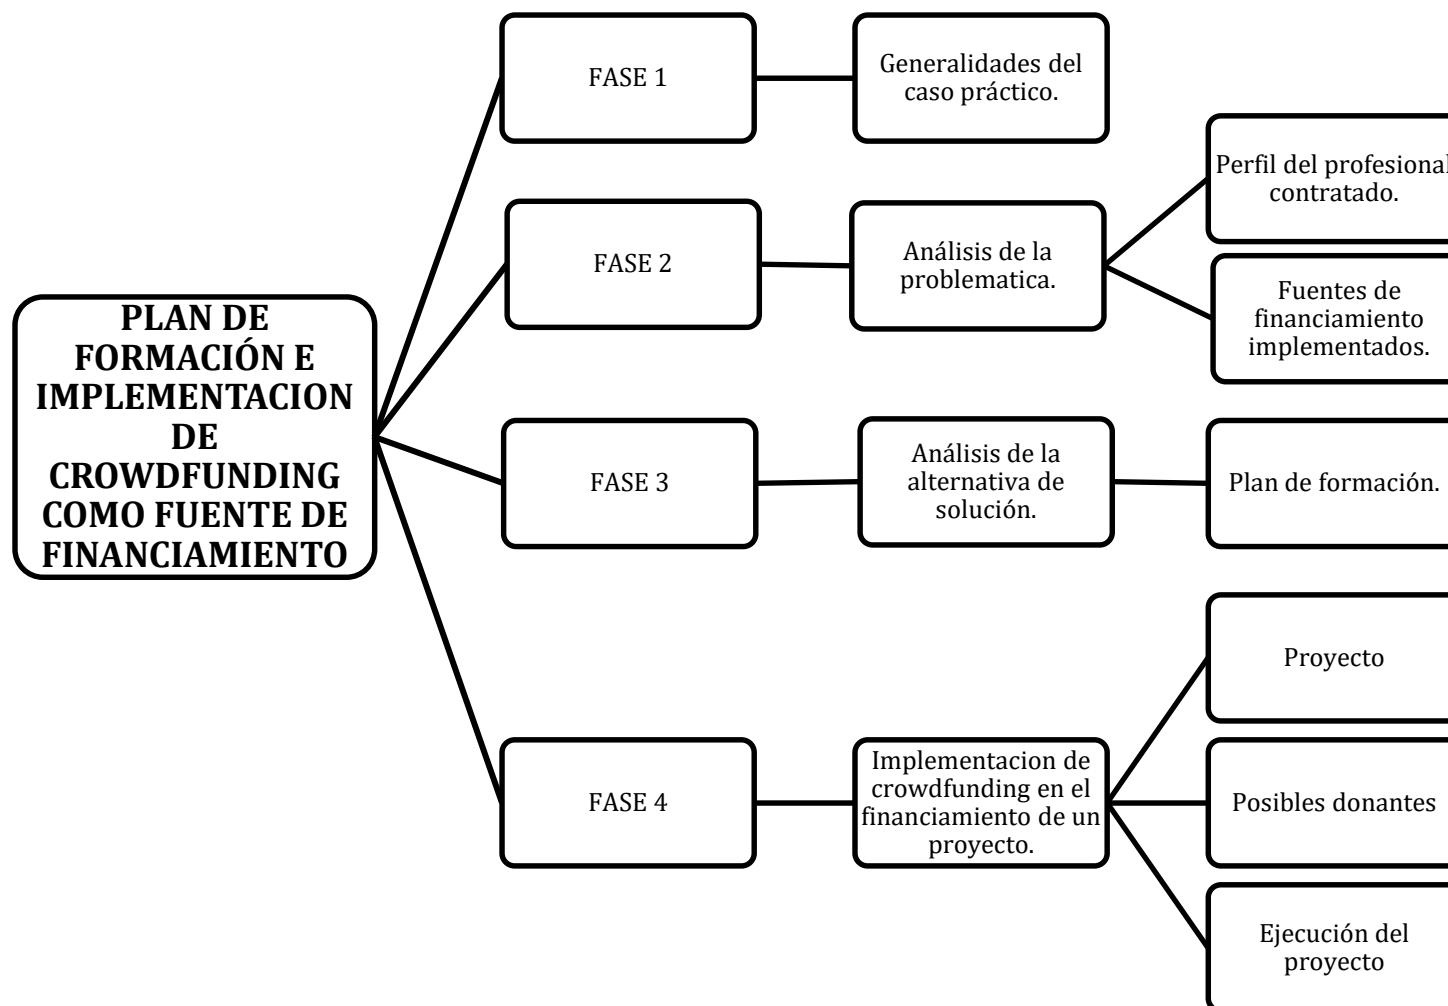 PLAN DE
FORMACIÓN E
IMPLEMENTACION
DE
CROWDFUNDING
COMO FUENTE DE
FINANCIAMIENTO
FASE 1
Generalidades del
caso práctico.
FASE 2
Análisis de la
problematica.
Perfil del profesional
contratado.
Fuentes de
financiamiento
implementados.
FASE 3
Análisis de la
alternativa de
solución.
Plan de formación.
FASE 4
Implementacion de
crowdfunding en el
financiamiento de un
proyecto.
Proyecto
Posibles donantes
Ejecución del
proyecto